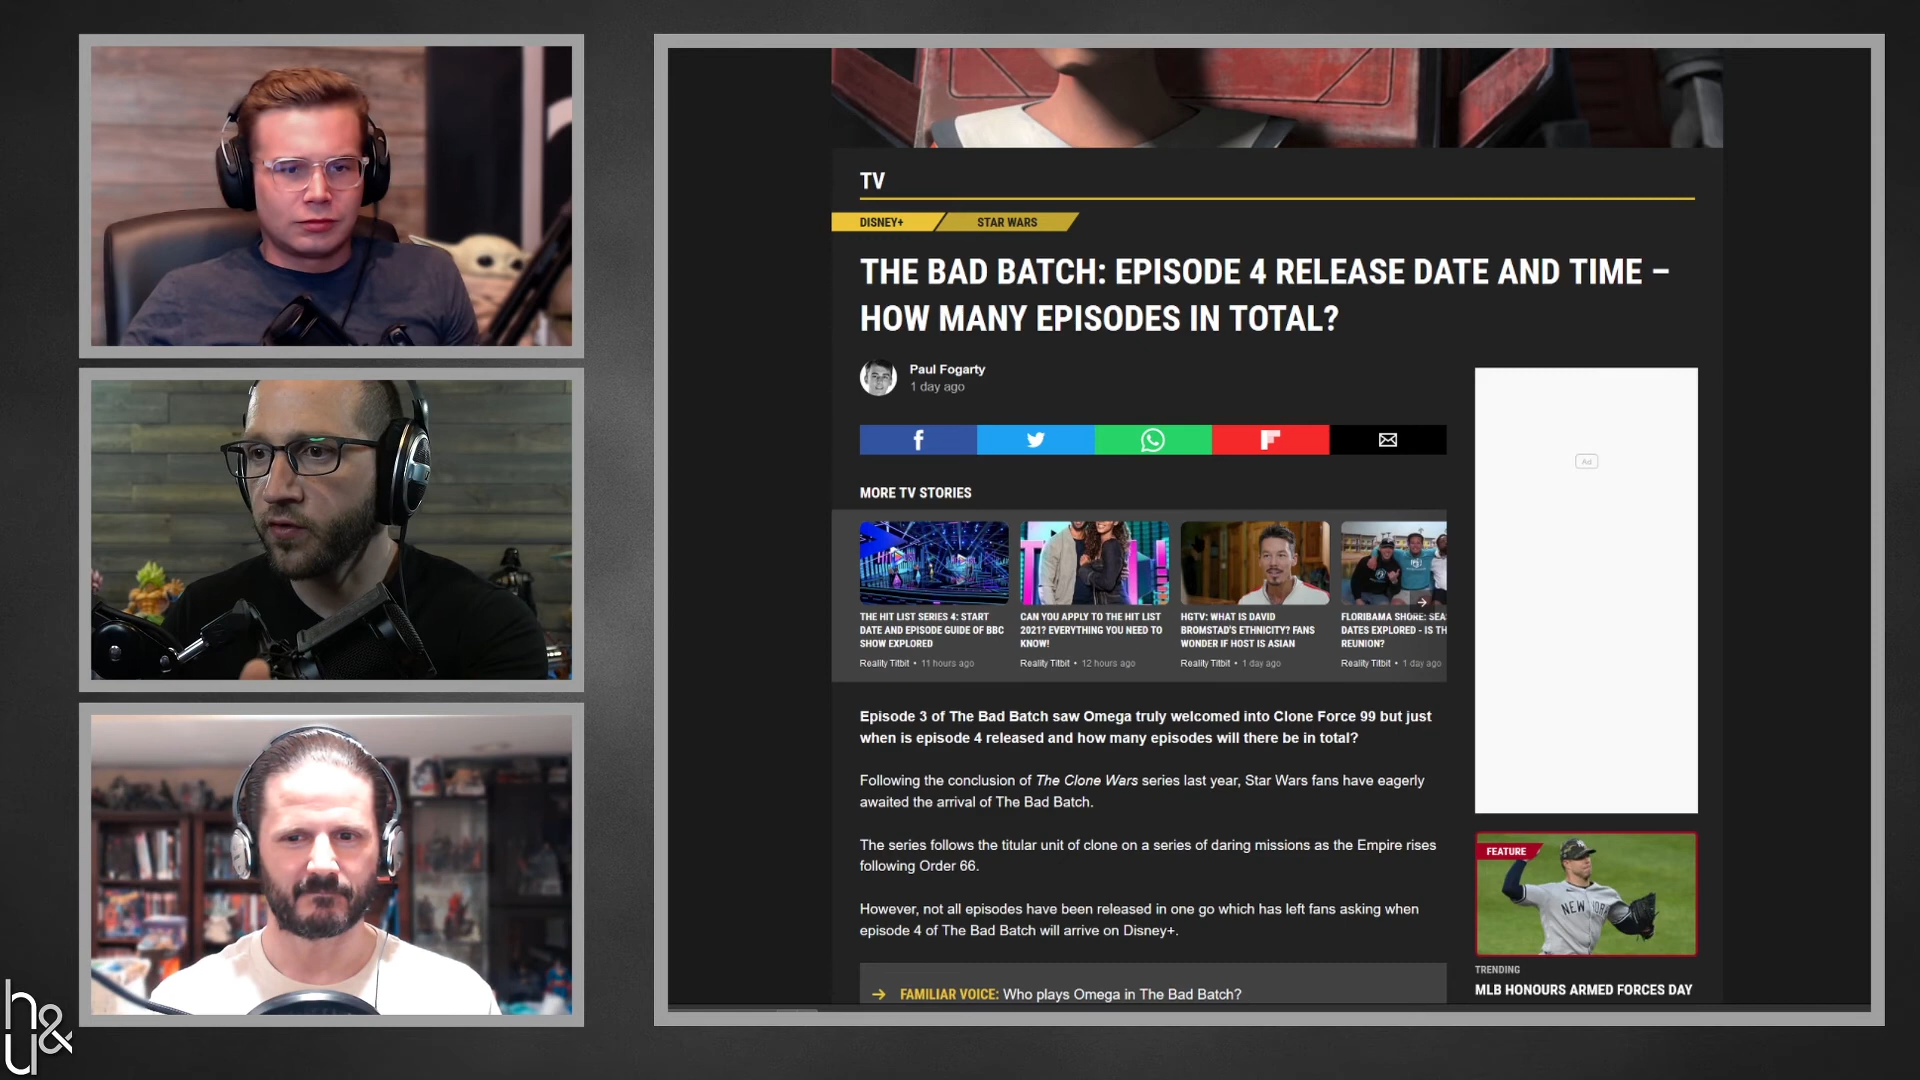 TV
DISNEY+
STAR WARS
THE BAD BATCH: EPISODE 4 RELEASE DATE AND TIME –
HOW MANY EPISODES IN TOTAL?
Paul Fogarty
1 day ago
Ad
MORE TV STORIES
THE HIT LIST SERIES 4: START
DATE AND EPISODE GUIDE OF BBC
SHOW EXPLORED
Reality Titbit • 11 hours ago
CAN YOU APPLY TO THE HIT LIST
2021? EVERYTHING YOU NEED TO
KNOW!
Reality Titbit • 12 hours ago
HGTV: WHAT IS DAVID
BROMSTAD'S ETHNICITY? FANS
WONDER IF HOST IS ASIAN
Reality Titbit • 1 day ago
FLORIBAMA SHORE: SEA
DATES EXPLORED - IS TH
REUNION?
Reality Titbit • 1 day ago
Episode 3 of The Bad Batch saw Omega truly welcomed into Clone Force 99 but just
when is episode 4 released and how many episodes will there be in total?
Following the conclusion of The Clone Wars series last year, Star Wars fans have eagerly
awaited the arrival of The Bad Batch.
The series follows the titular unit of clone on a series of daring missions as the Empire rises
following Order 66.
However, not all episodes have been released in one go which has left fans asking when
episode 4 of The Bad Batch will arrive on Disney+.
→ FAMILIAR VOICE: Who plays Omega in The Bad Batch?
FEATURE
NEW YORK
TRENDING
MLB HONOURS ARMED FORCES DAY
h&u